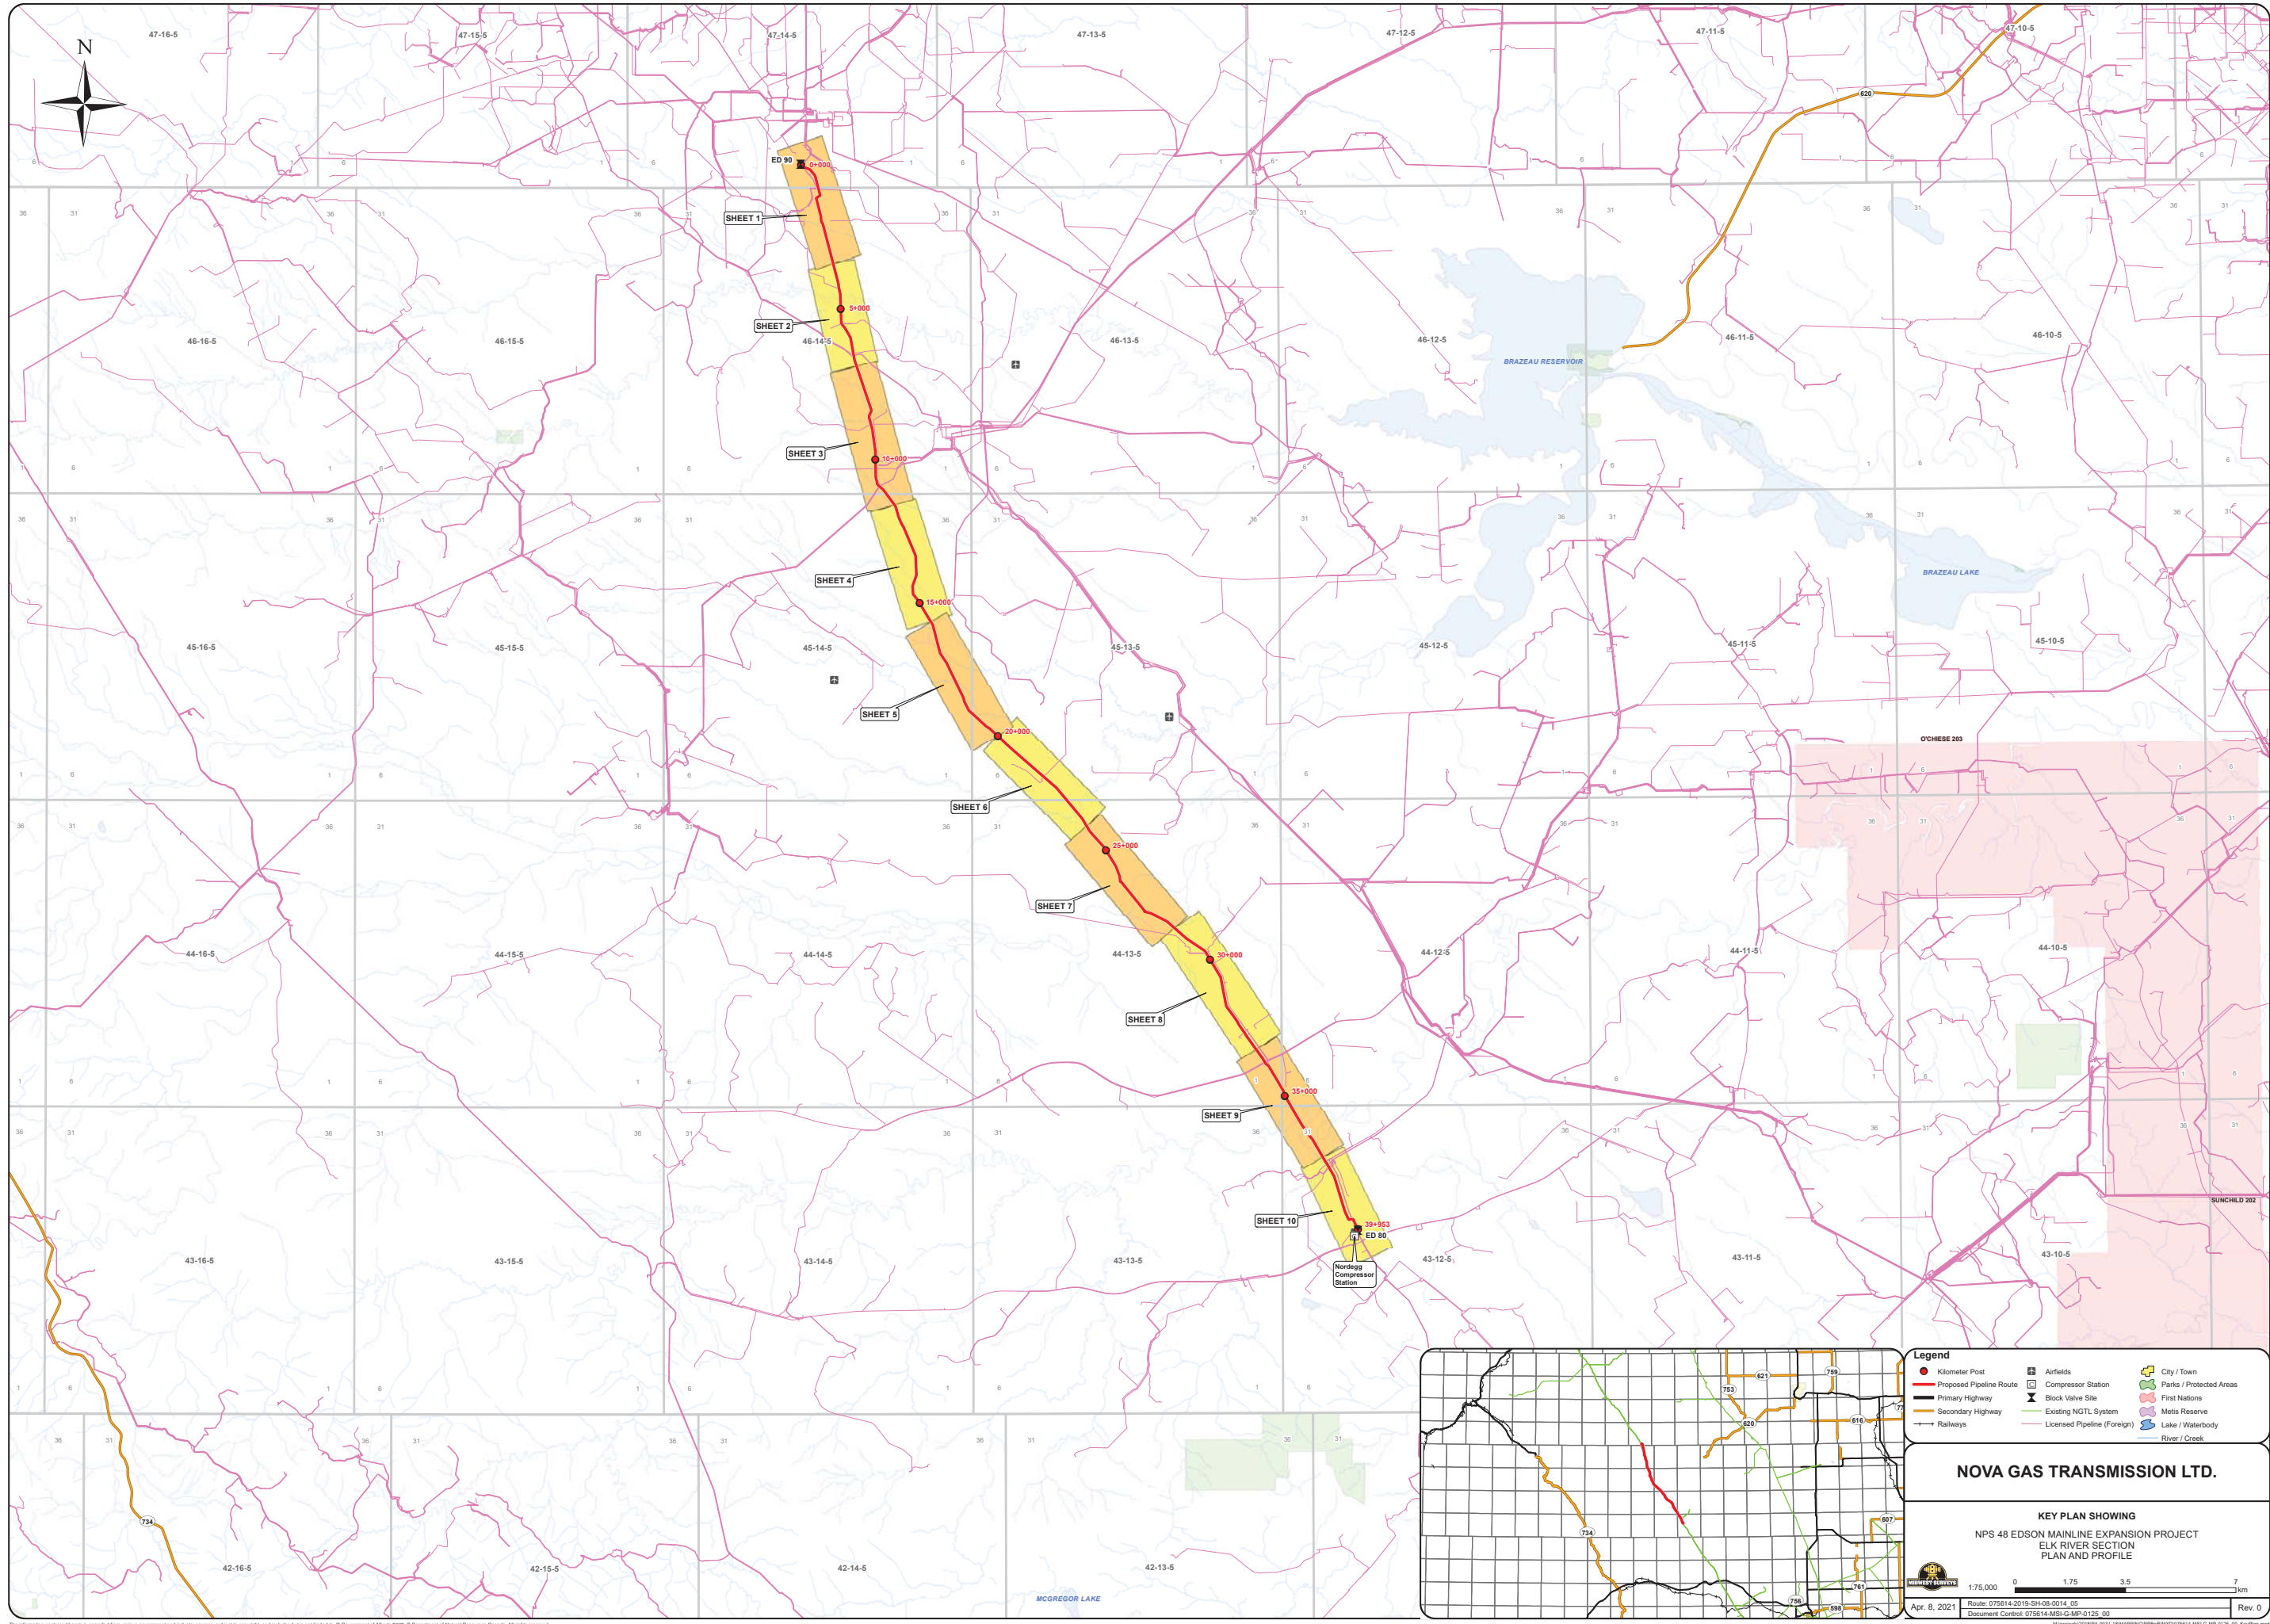 N
47-16-5
47-15-5
47-14-5
47-13-5
47-12-5
47-11-5
47-10-5
620
ED 90
0+000
SHEET 1
SHEET 2
5+000
46-16-5
46-15-5
46-14-5
46-13-5
46-12-5
46-11-5
46-10-5
BRAZEAU RESERVOIR
SHEET 3
10+000
SHEET 4
15+000
BRAZEAU LAKE
45-16-5
45-15-5
45-14-5
45-13-5
45-12-5
45-11-5
45-10-5
SHEET 5
20+000
O'CHIESE 203
SHEET 6
25+000
SHEET 7
44-16-5
44-15-5
44-14-5
44-13-5
44-12-5
44-11-5
44-10-5
30+000
SHEET 8
35+000
SHEET 9
SUNCHILD 202
SHEET 10
39+953
ED 80
Nordegg
Compressor
Station
43-16-5
43-15-5
43-14-5
43-13-5
43-12-5
43-11-5
43-10-5
734
42-16-5
42-15-5
42-14-5
42-13-5
MCGREGOR LAKE
621
759
753
620
616
734
607
761
756
598
Legend
Kilometer Post
Proposed Pipeline Route
Primary Highway
Secondary Highway
Railways
Airfields
Compressor Station
Block Valve Site
Existing NGTL System
Licensed Pipeline (Foreign)
City / Town
Parks / Protected Areas
First Nations
Metis Reserve
Lake / Waterbody
River / Creek
NOVA GAS TRANSMISSION LTD.
KEY PLAN SHOWING
NPS 48 EDSON MAINLINE EXPANSION PROJECT
ELK RIVER SECTION
PLAN AND PROFILE
MIDWEST SURVEYS
1:75,000
0 1.75 3.5 7
km
Apr. 8, 2021
Route: 075614-2019-SH-08-0014_05
Document Control: 075614-MSI-G-MP-0125_00
Rev. 0